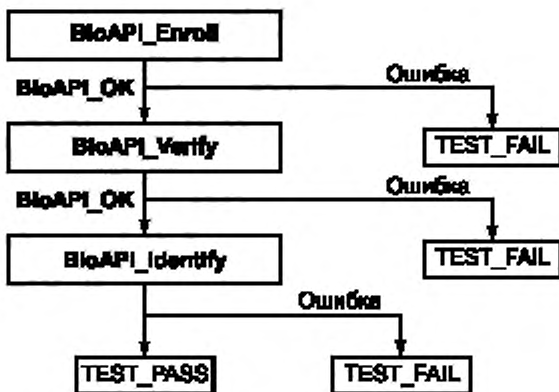 BioAPI_Enroll
BioAPI_OK
Ошибка
BioAPI_Verify
TEST_FAIL
BioAPI_OK
Ошибка
BioAPI_Identify
TEST_FAIL
Ошибка
TEST_PASS
TEST_FAIL